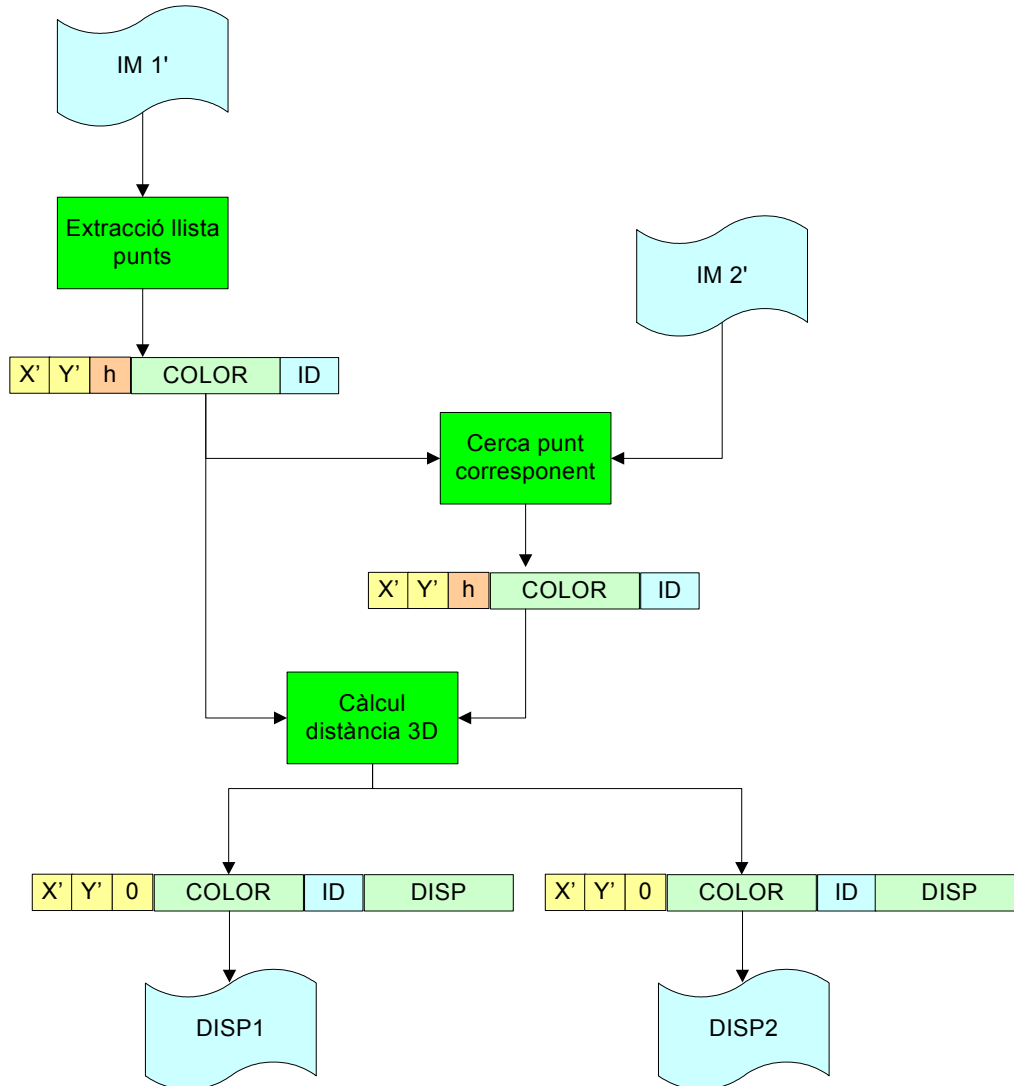 IM 1'
Extracció llista
punts
IM 2'
X' Y' h COLOR ID
Cerca punt
corresponent
X' Y' h COLOR ID
Càlcul
distància 3D
X' Y' 0 COLOR ID DISP
X' Y' 0 COLOR ID DISP
DISP1
DISP2